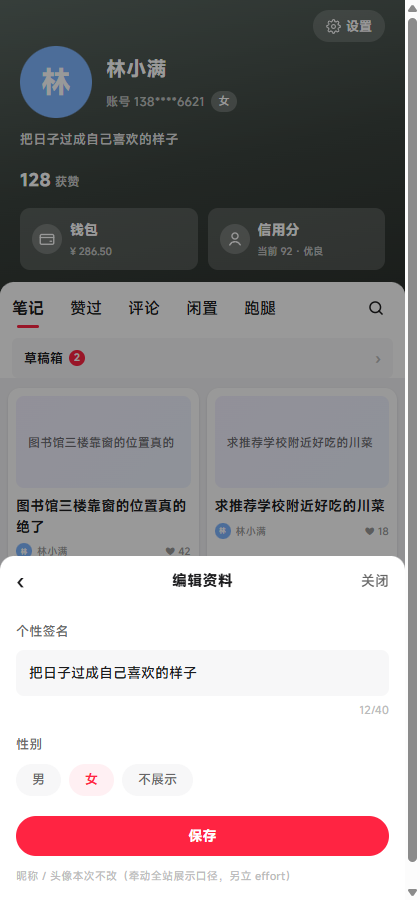 设置
林
林小满
账号 138****6621 女
把日子过成自己喜欢的样子
128 获赞
钱包
¥ 286.50
信用分
当前 92 · 优良
笔记 赞过 评论 闲置 跑腿
草稿箱 2
图书馆三楼靠窗的位置真的
求推荐学校附近好吃的川菜
图书馆三楼靠窗的位置真的
绝了
林 林小满 42
求推荐学校附近好吃的川菜
林 林小满 18
编辑资料
关闭
个性签名
把日子过成自己喜欢的样子
12/40
性别
男 女 不展示
保存
昵称 / 头像本次不改（牵动全站展示口径，另立 effort）